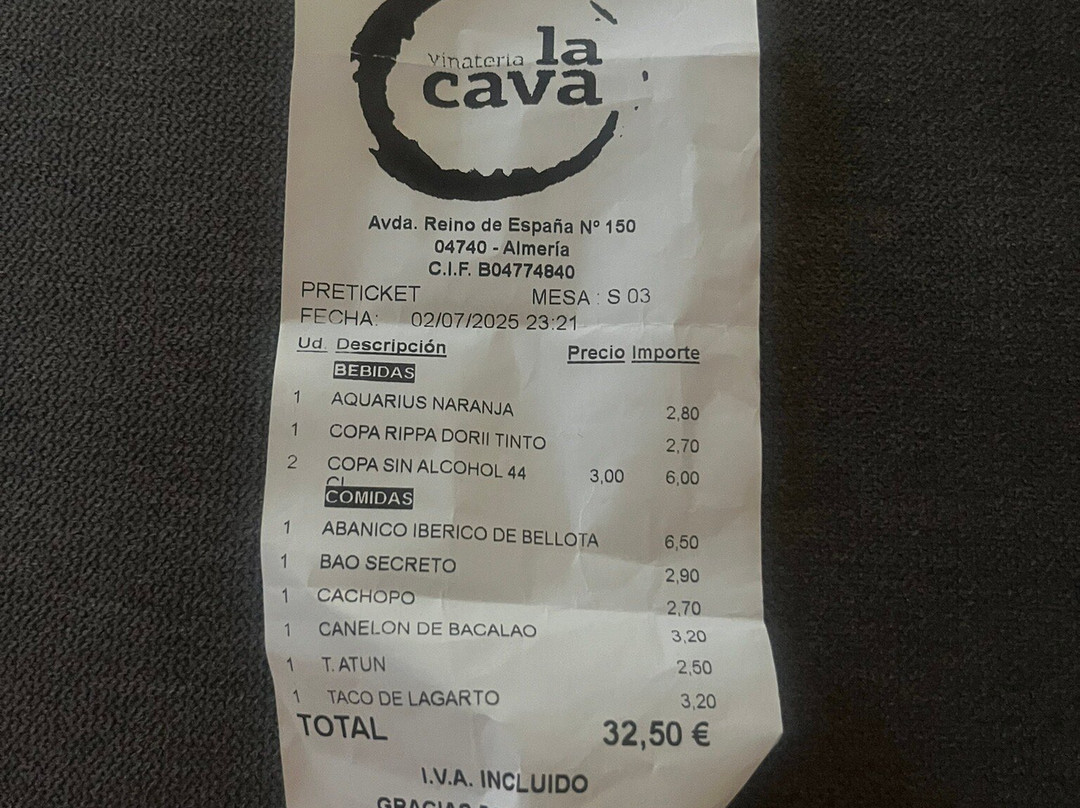 Vinateria la
cava
Avda. Reino de España Nº 150
04740 - Almería
C.I.F. B04774840
PRETICKET MESA : S 03
FECHA: 02/07/2025 23:21
Ud. Descripción Precio Importe
BEBIDAS
1 AQUARIUS NARANJA 2,80
1 COPA RIPPA DORII TINTO 2,70
2 COPA SIN ALCOHOL 44 3,00 6,00
CL
COMIDAS
1 ABANICO IBERICO DE BELLOTA 6,50
1 BAO SECRETO 2,90
1 CACHOPO 2,70
1 CANELON DE BACALAO 3,20
1 T. ATUN 2,50
1 TACO DE LAGARTO 3,20
TOTAL 32,50 €
I.V.A. INCLUIDO
GRACIAS